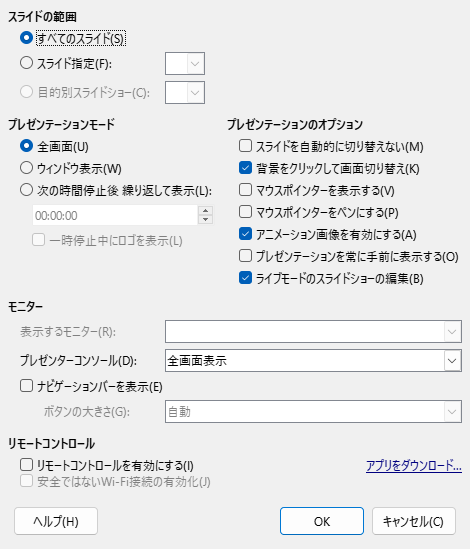 スライドの範囲
すべてのスライド(S)
スライド指定(F):
目的別スライドショー(C):
プレゼンテーションモード
全画面(U)
ウィンドウ表示(W)
次の時間停止後 繰り返して表示(L):
00:00:00
一時停止中にロゴを表示(L)
プレゼンテーションのオプション
スライドを自動的に切り替えない(M)
背景をクリックして画面切り替え(K)
マウスポインターを表示する(V)
マウスポインターをペンにする(P)
アニメーション画像を有効にする(A)
プレゼンテーションを常に手前に表示する(O)
ライブモードのスライドショーの編集(B)
モニター
表示するモニター(R):
プレゼンターコンソール(D): 全画面表示
ナビゲーションバーを表示(E)
ボタンの大きさ(G): 自動
リモートコントロール
リモートコントロールを有効にする(I) アプリをダウンロード...
安全ではないWi-Fi接続の有効化(J)
ヘルプ(H) OK キャンセル(C)